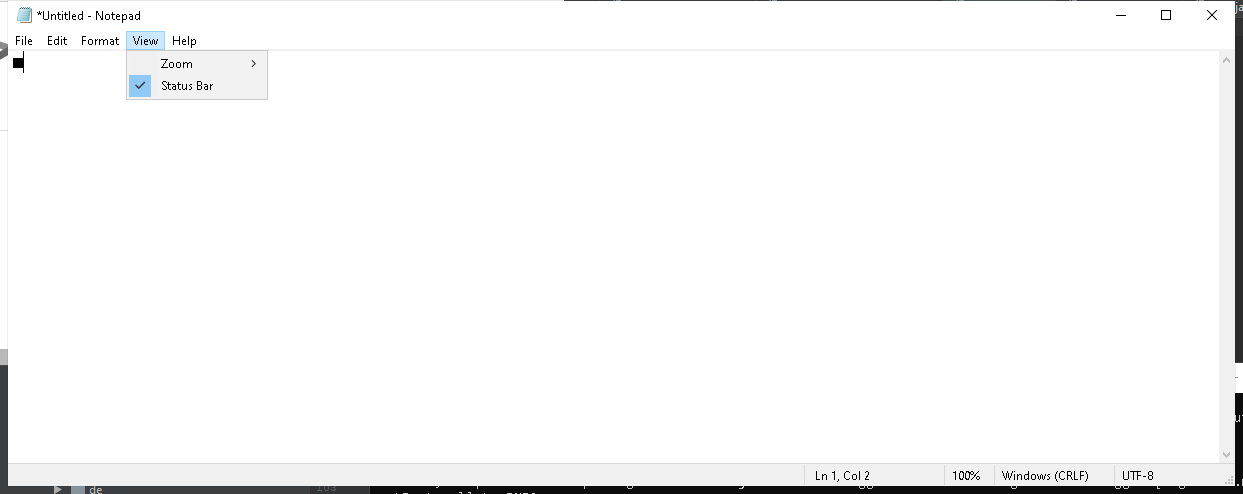 *Untitled - Notepad
File Edit Format View Help
■
Zoom
Status Bar
Ln 1, Col 2 100% Windows (CRLF) UTF-8
de 103